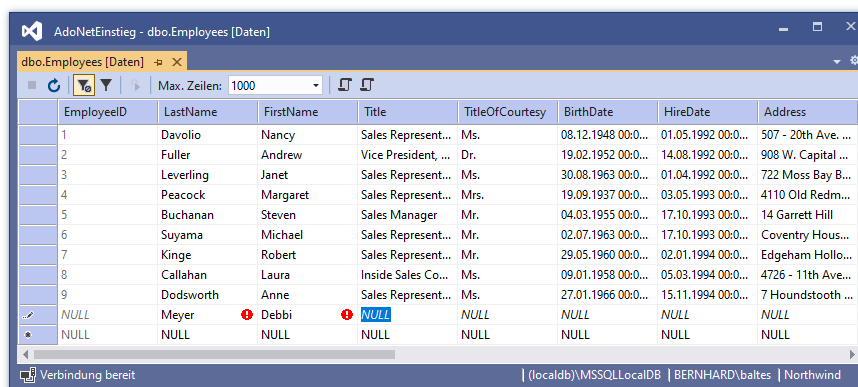 AdoNetEinstieg - dbo.Employees [Daten]
dbo.Employees [Daten]
Max. Zeilen: 1000
EmployeeID LastName FirstName Title TitleOfCourtesy BirthDate HireDate Address
1 Davolio Nancy Sales Represent... Ms. 08.12.1948 00:0... 01.05.1992 00:0... 507 - 20th Ave. ...
2 Fuller Andrew Vice President, ... Dr. 19.02.1952 00:0... 14.08.1992 00:0... 908 W. Capital ...
3 Leverling Janet Sales Represent... Ms. 30.08.1963 00:0... 01.04.1992 00:0... 722 Moss Bay B...
4 Peacock Margaret Sales Represent... Mrs. 19.09.1937 00:0... 03.05.1993 00:0... 4110 Old Redm...
5 Buchanan Steven Sales Manager Mr. 04.03.1955 00:0... 17.10.1993 00:0... 14 Garrett Hill
6 Suyama Michael Sales Represent... Mr. 02.07.1963 00:0... 17.10.1993 00:0... Coventry Hous...
7 Kinge Robert Sales Represent... Mr. 29.05.1960 00:0... 02.01.1994 00:0... Edgeham Hollo...
8 Callahan Laura Inside Sales Co... Ms. 09.01.1958 00:0... 05.03.1994 00:0... 4726 - 11th Ave...
9 Dodsworth Anne Sales Represent... Ms. 27.01.1966 00:0... 15.11.1994 00:0... 7 Houndstooth ...
NULL Meyer Debbi NULL NULL NULL NULL NULL
NULL NULL NULL NULL NULL NULL NULL NULL
Verbindung bereit (localdb)\MSSQLLocalDB BERNHARD\baltes Northwind